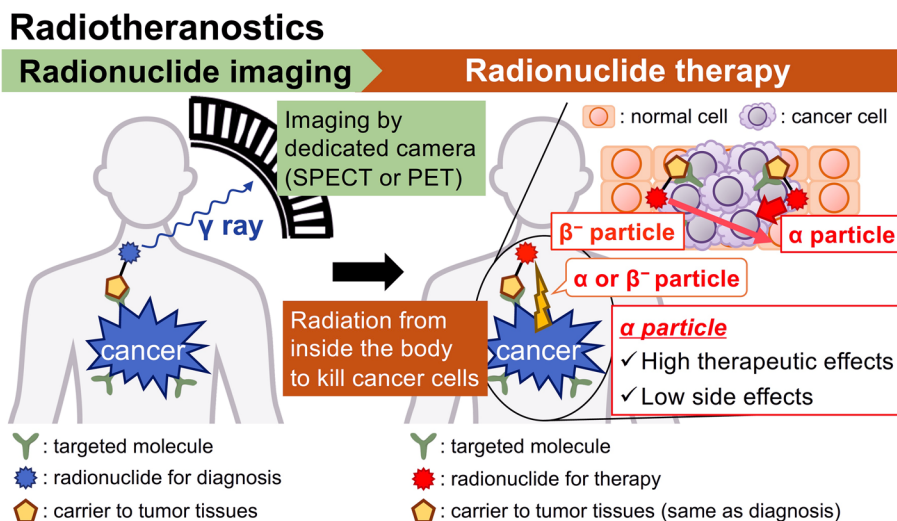 Radiotheranostics
Radionuclide imaging
Radionuclide therapy
Imaging by
dedicated camera
(SPECT or PET)
γ ray
cancer
Radiation from
inside the body
to kill cancer cells
: normal cell
: cancer cell
β⁻ particle
α particle
α or β⁻ particle
cancer
α particle
✓ High therapeutic effects
✓ Low side effects
: targeted molecule
: radionuclide for diagnosis
: carrier to tumor tissues
: targeted molecule
: radionuclide for therapy
: carrier to tumor tissues (same as diagnosis)